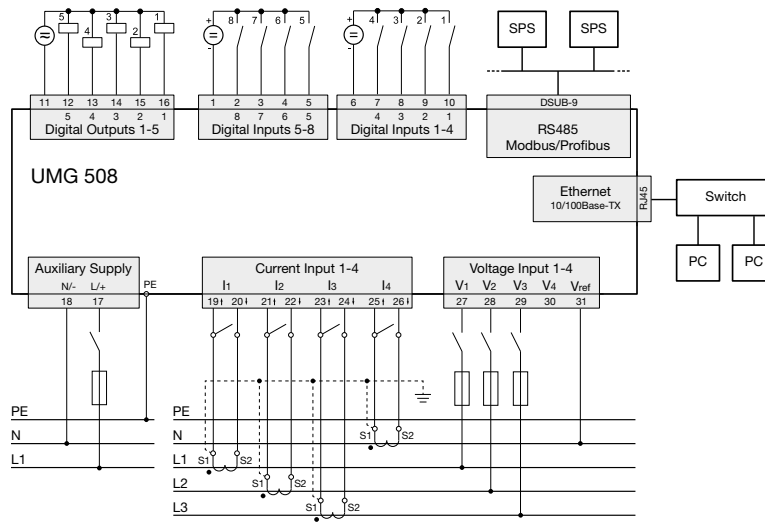 5 3 1
4 2
8 7 6 5
4 3 2 1
+ -
+ -
SPS SPS
11 12 13 14 15 16
5 4 3 2 1
Digital Outputs 1-5
1 2 3 4 5
8 7 6 5
Digital Inputs 5-8
6 7 8 9 10
4 3 2 1
Digital Inputs 1-4
DSUB-9
RS485
Modbus/Profibus
UMG 508
Ethernet
10/100Base-TX
RJ45
Switch
PC PC
Auxiliary Supply
N/- L/+
18 17
PE
Current Input 1-4
I1 I2 I3 I4
19 20 21 22 23 24 25 26
Voltage Input 1-4
V1 V2 V3 V4 Vref
27 28 29 30 31
PE
N
L1
PE
N
L1
L2
L3
S1 S2
S1 S2
S1 S2
S1 S2